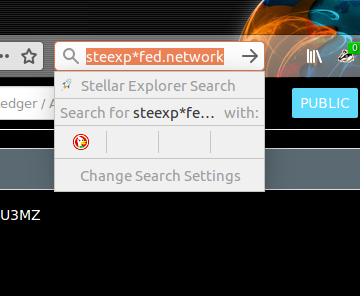 steexp*fed.network
Stellar Explorer Search
edger / A
Search for steexp*fe... with:
PUBLIC
Change Search Settings
U3MZ
0